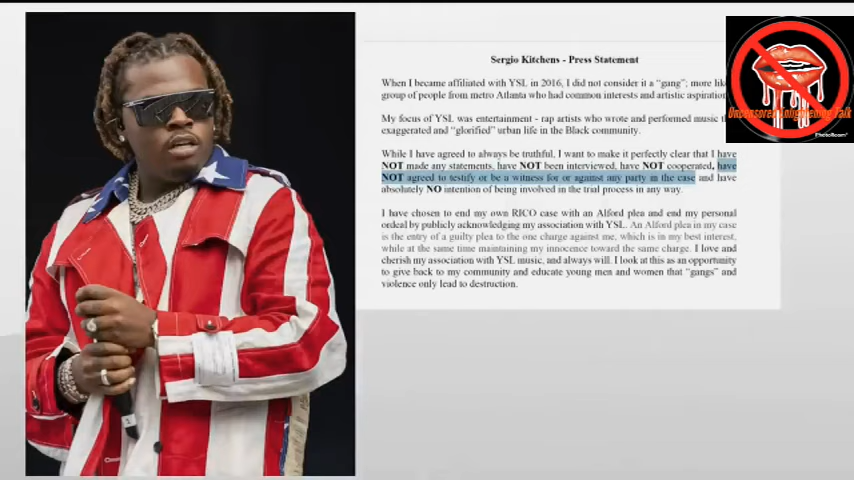 Sergio Kitchens - Press Statement
When I became affiliated with YSL in 2016, I did not consider it a "gang"; more
group of people from metro Atlanta who had common interests and artistic
My focus of YSL was entertainment - rap artists who wrote and performed music
exaggerated and "glorified" urban life in the Black community.
While I have agreed to always be truthful, I want to make it perfectly clear that I have
NOT made any statements, have NOT been interviewed, have NOT cooperated, have
NOT agreed to testify or be a witness for or against any party in the case and have
absolutely NO intention of being involved in the trial process in any way.
I have chosen to end my own RICO case with an Alford plea and end my personal
ordeal by publicly acknowledging my association with YSL. An Alford plea in my case
is the entry of a guilty plea to the one charge against me, which is in my best interest,
while at the same time maintaining my innocence toward the same charge. I love and
cherish my association with YSL music, and always will. I look at this as an opportunity
to give back to my community and educate young men and women that "gangs" and
violence only lead to destruction.
Uncensored Enlightening Talk
PhotoRoom